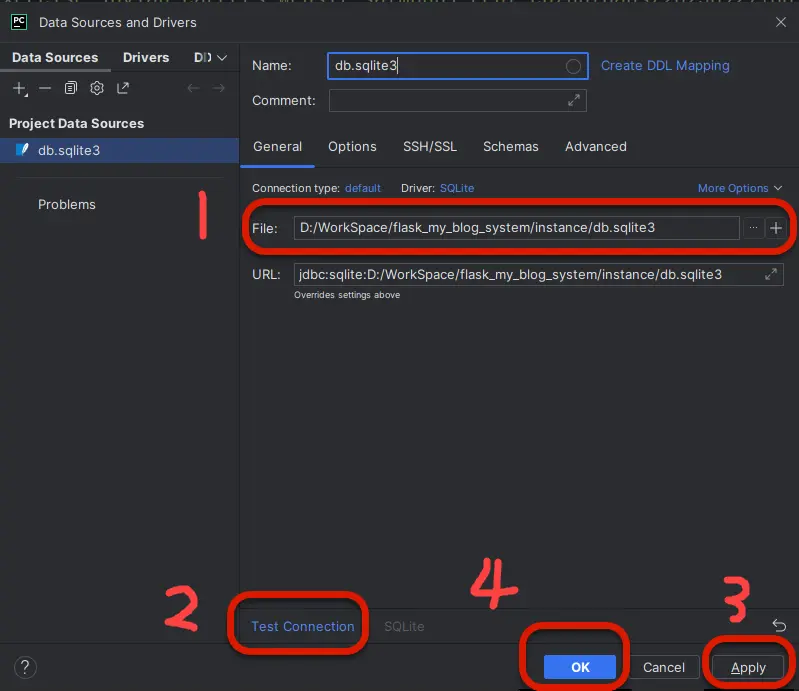 PC Data Sources and Drivers
Data Sources Drivers DD
Name: db.sqlite3 Create DDL Mapping
Comment:
Project Data Sources
db.sqlite3
General Options SSH/SSL Schemas Advanced
Connection type: default Driver: SQLite More Options
Problems
1
File: D:/WorkSpace/flask_my_blog_system/instance/db.sqlite3 ... +
URL: jdbc:sqlite:D:/WorkSpace/flask_my_blog_system/instance/db.sqlite3
Overrides settings above
2
4
3
Test Connection SQLite
? OK Cancel Apply